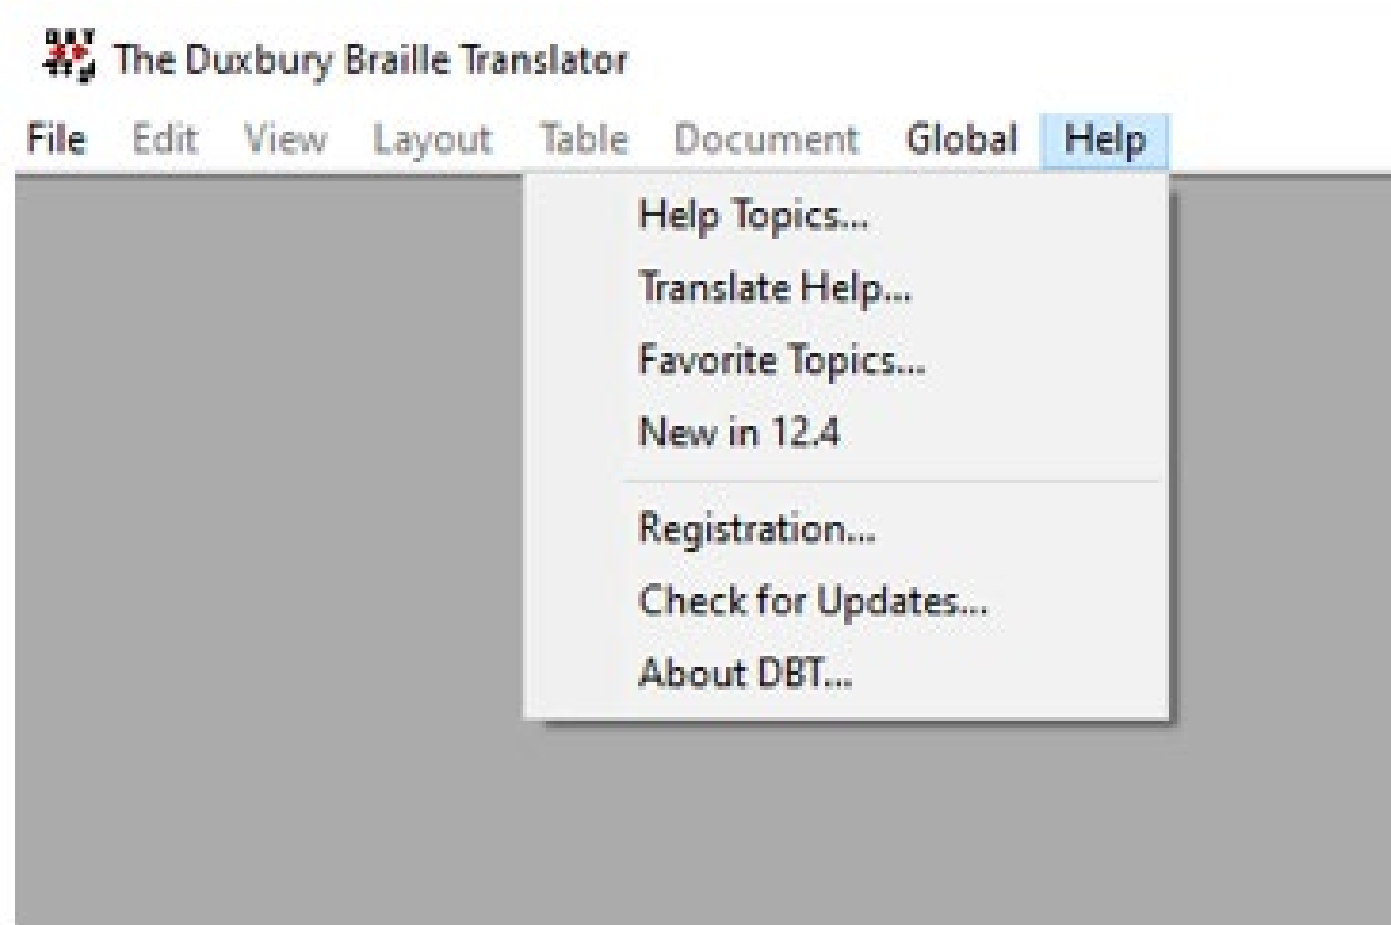 The Duxbury Braille Translator
File Edit View Layout Table Document Global Help
Help Topics...
Translate Help...
Favorite Topics...
New in 12.4
Registration...
Check for Updates...
About DBT...